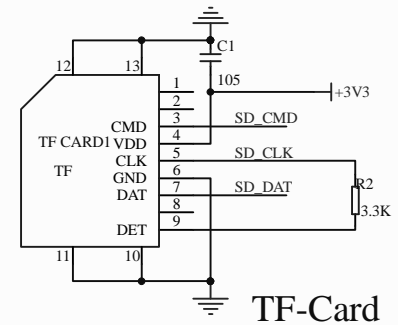 C1
12
13
105
1
+3V3
2
CMD
3
SD_CMD
TF CARD1
VDD
4
CLK
5
SD_CLK
TF
GND
6
R2
DAT
7
SD_DAT
8
3.3K
DET
9
11
10
TF-Card